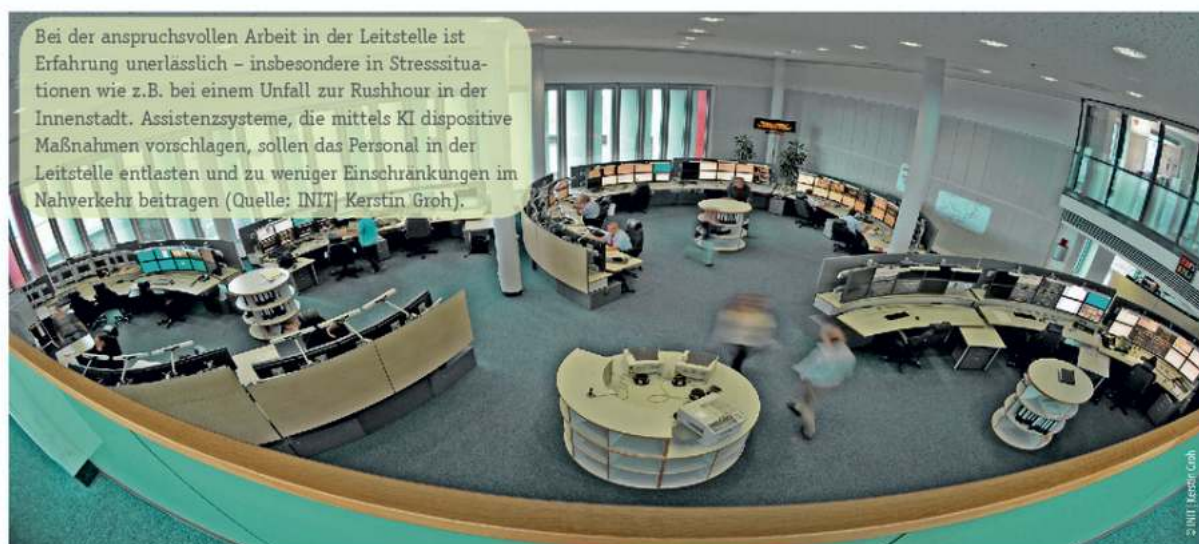 Bei der anspruchsvollen Arbeit in der Leitstelle ist
Erfahrung unerlässlich – insbesondere in Stresssitua-
tionen wie z.B. bei einem Unfall zur Rushhour in der
Innenstadt. Assistenzsysteme, die mittels KI dispositive
Maßnahmen vorschlagen, sollen das Personal in der
Leitstelle entlasten und zu weniger Einschränkungen im
Nahverkehr beitragen (Quelle: INIT| Kerstin Groh).
© INIT | Kerstin Groh